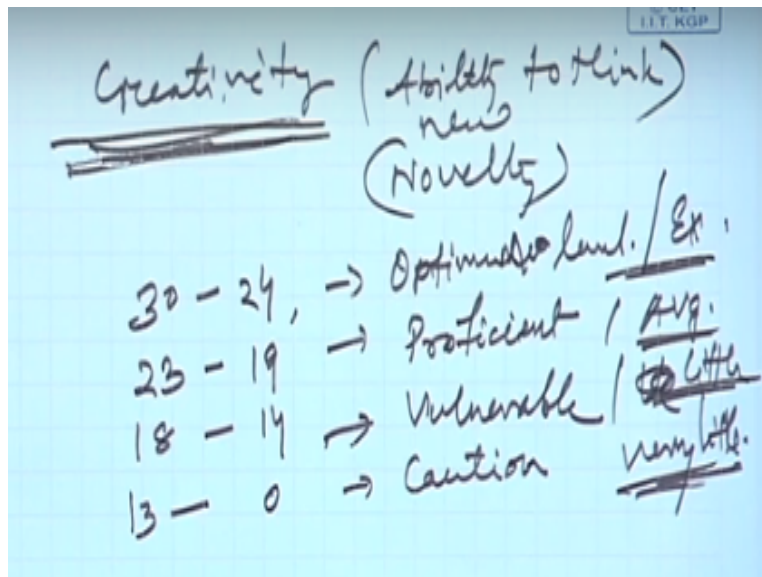 © CET
I.I.T. KGP
Creativity (Ability to think)
new
(Novelty)
30 - 24, → Optimum level. / Ex.
23 - 19 → Proficient / Avg.
18 - 14 → Vulnerable / little
13 - 0 → Caution very little.